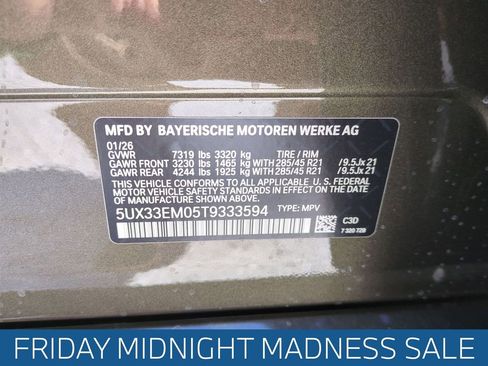 MFD BY BAYERISCHE MOTOREN WERKE AG
01/26
GVWR 7319 lbs 3320 kg TIRE / RIM
GAWR FRONT 3230 lbs 1465 kg WITH 285/45 R21 / 9.5Jx21
GAWR REAR 4244 lbs 1925 kg WITH 285/45 R21 / 9.5Jx21
THIS VEHICLE CONFORMS TO ALL APPLICABLE U. S. FEDERAL
MOTOR VEHICLE SAFETY STANDARDS IN EFFECT ON THE DATE OF
MANUFACTURE SHOWN ABOVE.
5UX33EM05T9333594 TYPE: MPV
C3D
7 320 720
FRIDAY MIDNIGHT MADNESS SALE